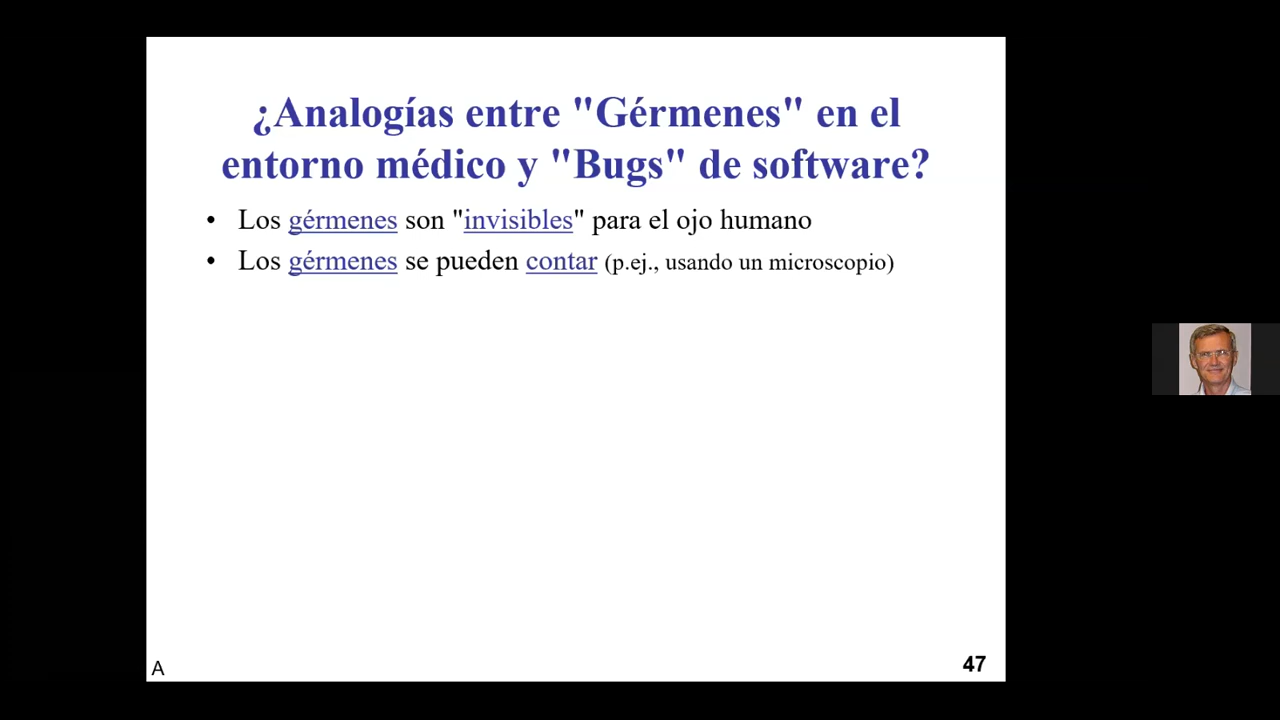 ¿Analogías entre "Gérmenes" en el
entorno médico y "Bugs" de software?
• Los gérmenes son "invisibles" para el ojo humano
• Los gérmenes se pueden contar (p.ej., usando un microscopio)
A
47